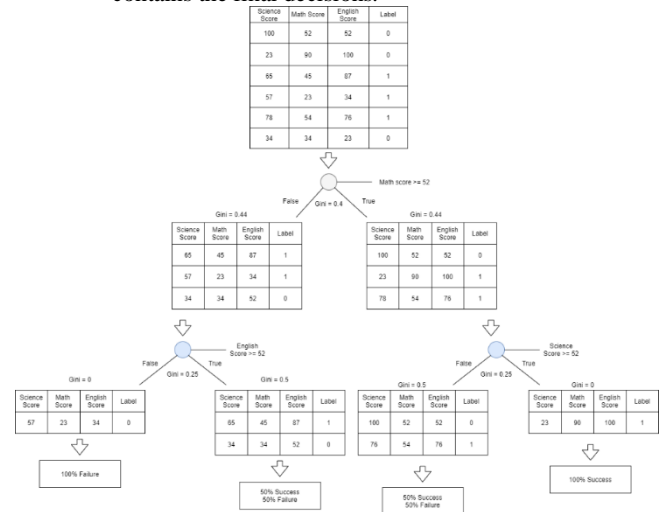 contains the final decisions.
Science Score Math Score English Score Label
100 52 52 0
23 90 100 0
65 45 87 1
57 23 34 1
78 54 76 1
34 34 23 0
Math score >= 52
False Gini = 0.4 True
Gini = 0.44
Science Score Math Score English Score Label
65 45 87 1
57 23 34 1
34 34 52 0
Gini = 0.44
Science Score Math Score English Score Label
100 52 52 0
23 90 100 1
78 54 76 1
English Score >= 52
False Gini = 0.25 True
Science Score >= 52
False Gini = 0.25 True
Gini = 0
Science Score Math Score English Score Label
57 23 34 0
100% Failure
Gini = 0.5
Science Score Math Score English Score Label
65 45 87 1
34 34 52 0
50% Success
50% Failure
Gini = 0.5
Science Score Math Score English Score Label
100 52 52 0
76 54 76 1
50% Success
50% Failure
Gini = 0
Science Score Math Score English Score Label
23 90 100 1
100% Success